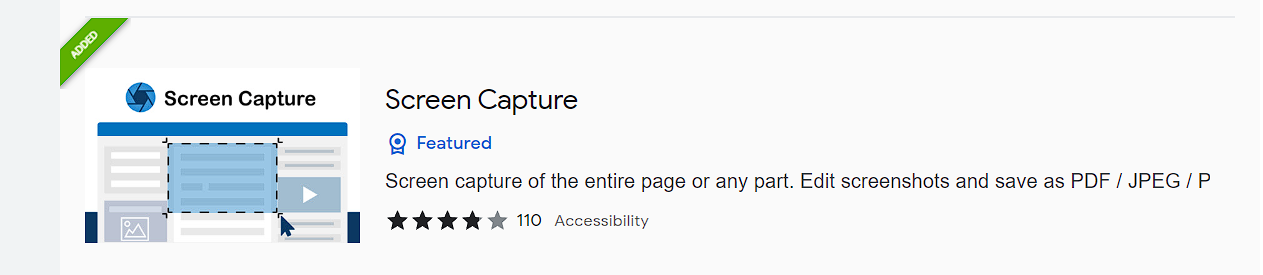 ADDED
Screen Capture
Screen Capture
Featured
Screen capture of the entire page or any part. Edit screenshots and save as PDF / JPEG / P
110 Accessibility